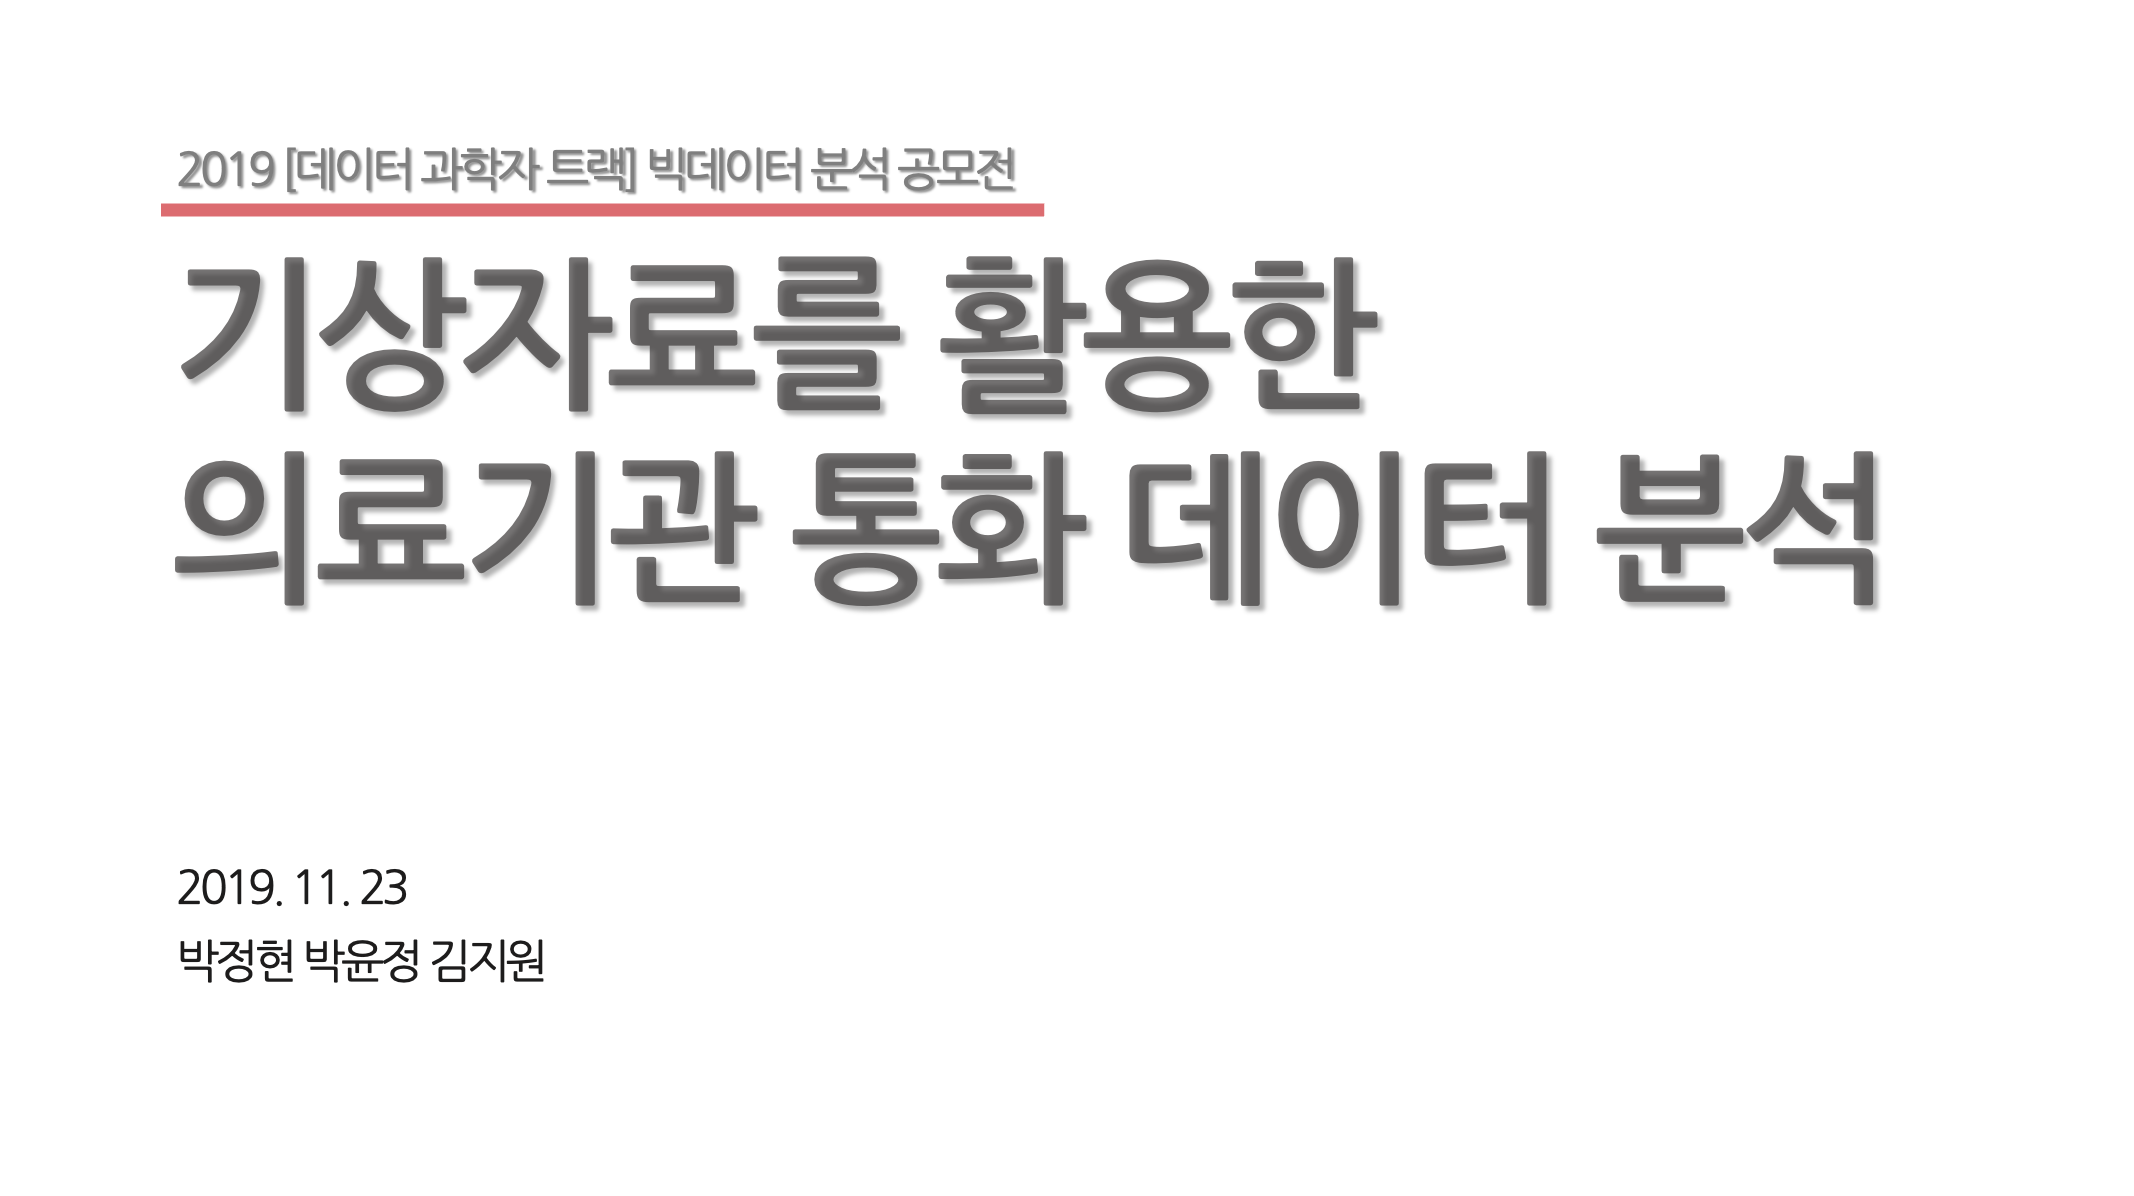 2019 [데이터 과학자 트랙] 빅데이터 분석 공모전
기상자료를 활용한
의료기관 통화 데이터 분석
2019. 11. 23
박정현 박윤정 김지원